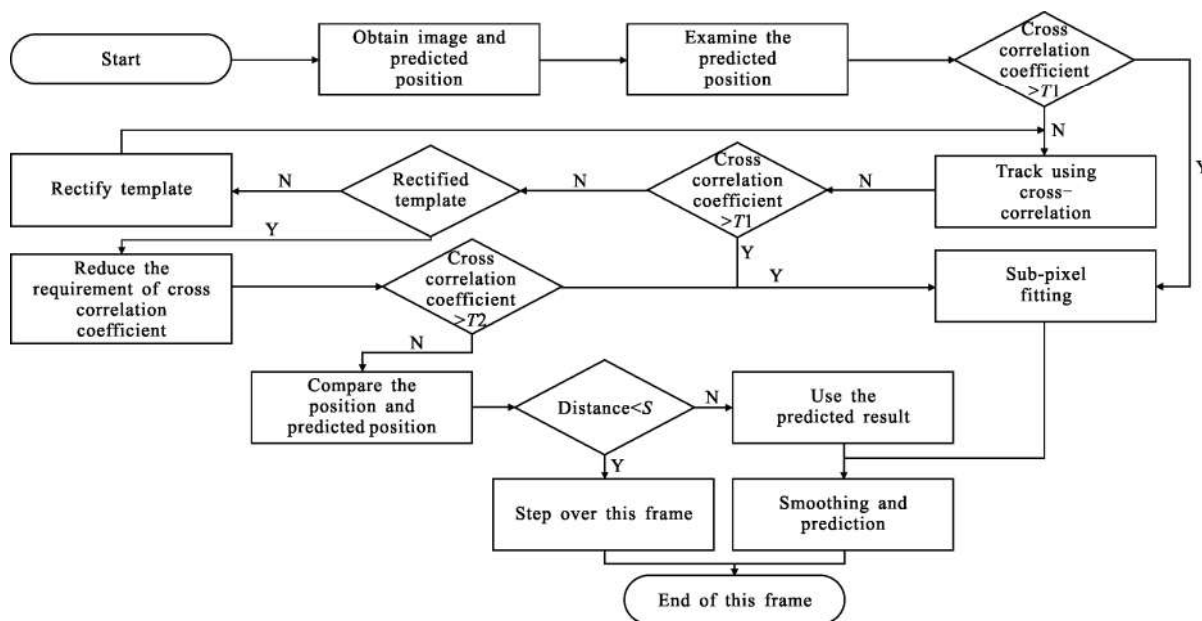 Start
Obtain image and
predicted
position
Examine the
predicted
position
Cross
correlation
coefficient
>T1
Y
N
Rectify template
N
Rectified
template
N
Cross
correlation
coefficient
>T1
N
Track using
cross-
correlation
Y
Y
Reduce the
requirement of cross
correlation
coefficient
Cross
correlation
coefficient
>T2
Y
Sub-pixel
fitting
N
Compare the
position and
predicted position
Distance<S
N
Use the
predicted result
Y
Step over this frame
Smoothing and
prediction
End of this frame